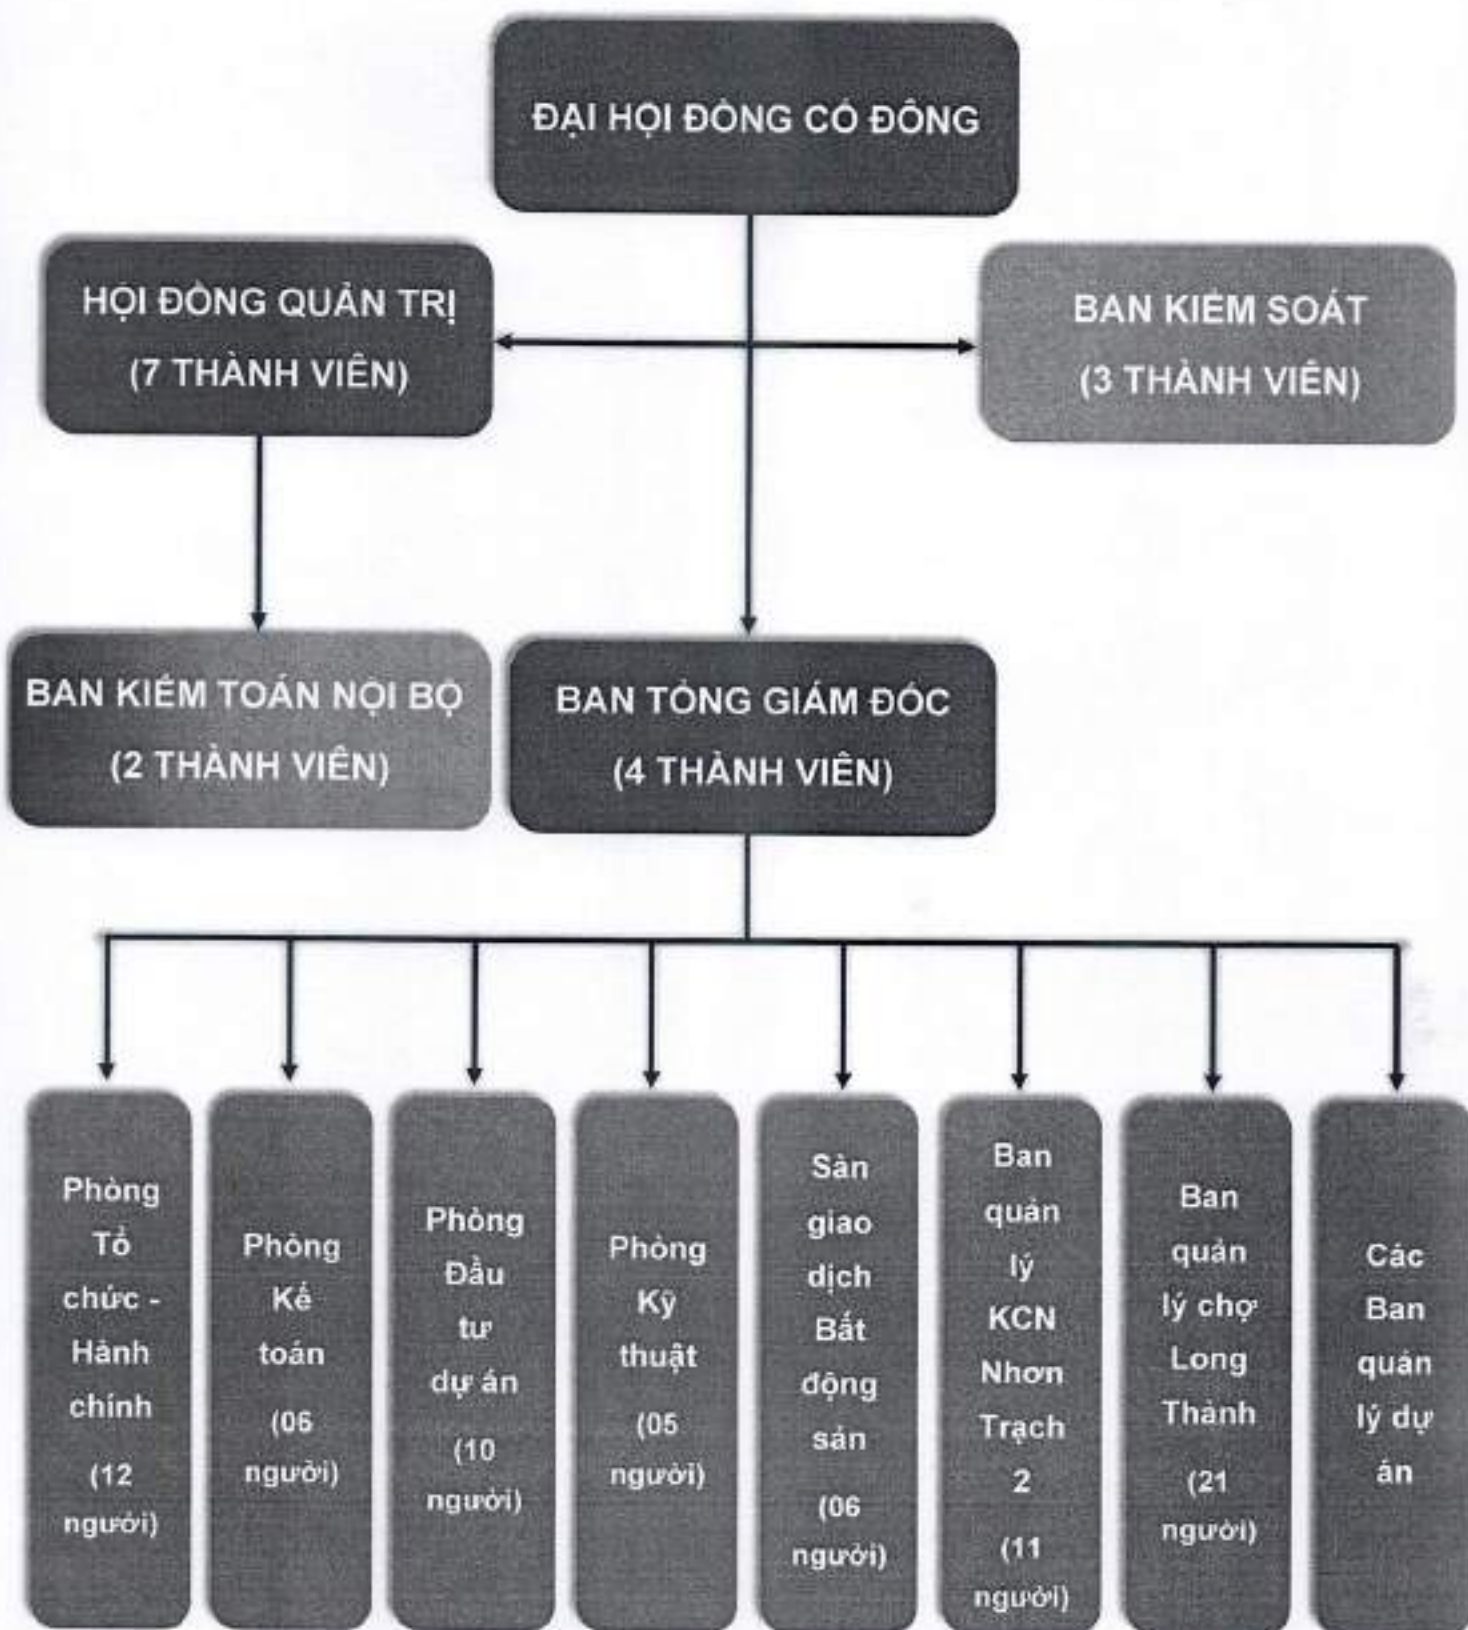 ĐẠI HỘI ĐỒNG CỔ ĐÔNG
HỘI ĐỒNG QUẢN TRỊ
(7 THÀNH VIÊN)
BAN KIỂM SOÁT
(3 THÀNH VIÊN)
BAN KIỂM TOÁN NỘI BỘ
(2 THÀNH VIÊN)
BAN TỔNG GIÁM ĐỐC
(4 THÀNH VIÊN)
Phòng
Tổ
chức -
Hành
chính
(12
người)
Phòng
Kế
toán
(06
người)
Phòng
Đầu
tư
dự án
(10
người)
Phòng
Kỹ
thuật
(05
người)
Sàn
giao
dịch
Bất
động
sản
(06
người)
Ban
quản
lý
KCN
Nhơn
Trạch
2
(11
người)
Ban
quản
lý chợ
Long
Thành
(21
người)
Các
Ban
quản
lý dự
án